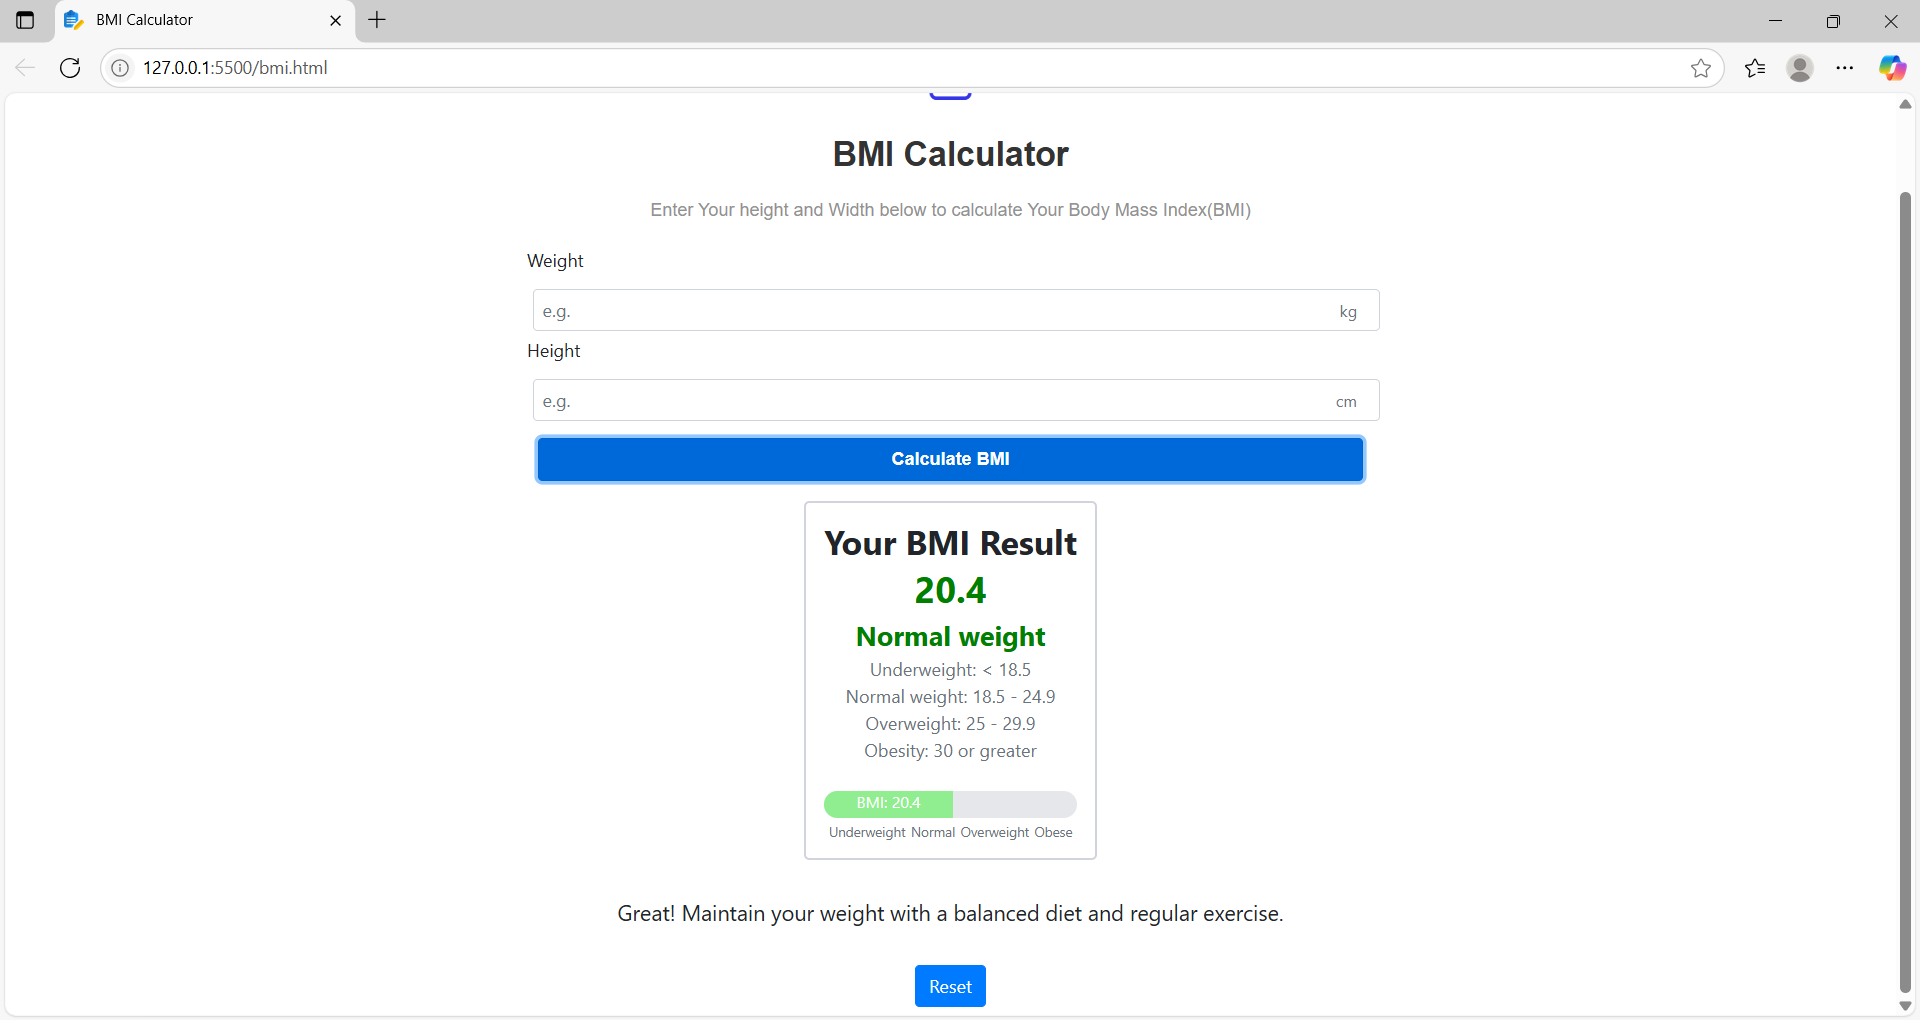 BMI Calculator
127.0.0.1:5500/bmi.html
BMI Calculator
Enter Your height and Width below to calculate Your Body Mass Index(BMI)
Weight
e.g. kg
Height
e.g. cm
Calculate BMI
Your BMI Result
20.4
Normal weight
Underweight: < 18.5
Normal weight: 18.5 - 24.9
Overweight: 25 - 29.9
Obesity: 30 or greater
BMI: 20.4
Underweight Normal Overweight Obese
Great! Maintain your weight with a balanced diet and regular exercise.
Reset